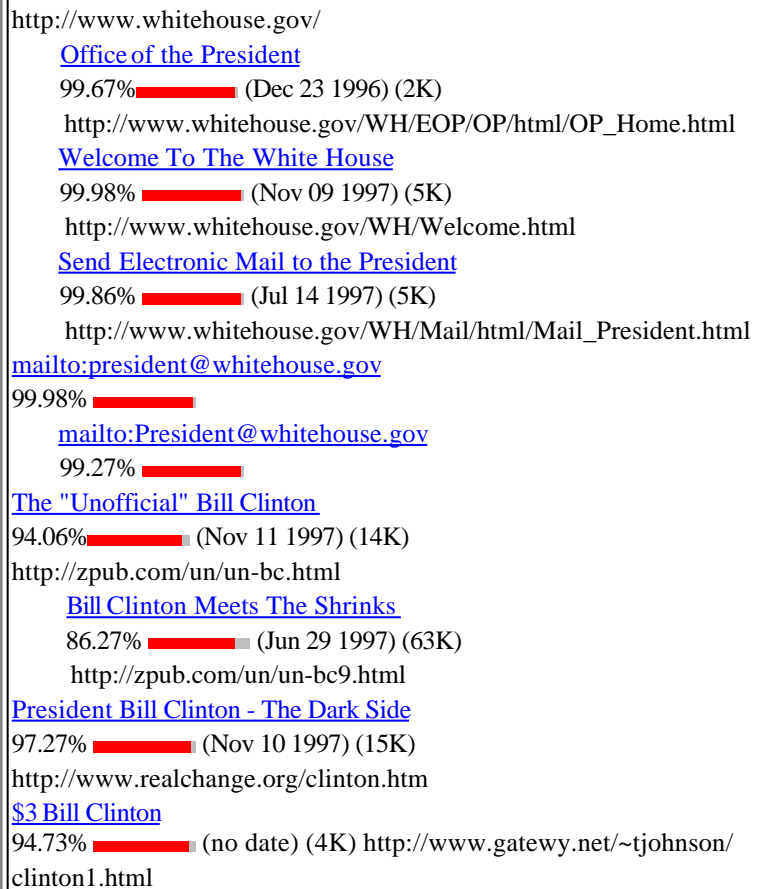 http://www.whitehouse.gov/
Office of the President
99.67% (Dec 23 1996) (2K)
http://www.whitehouse.gov/WH/EOP/OP/html/OP_Home.html
Welcome To The White House
99.98% (Nov 09 1997) (5K)
http://www.whitehouse.gov/WH/Welcome.html
Send Electronic Mail to the President
99.86% (Jul 14 1997) (5K)
http://www.whitehouse.gov/WH/Mail/html/Mail_President.html
mailto:president@whitehouse.gov
99.98%
mailto:President@whitehouse.gov
99.27%
The "Unofficial" Bill Clinton
94.06% (Nov 11 1997) (14K)
http://zpub.com/un/un-bc.html
Bill Clinton Meets The Shrinks
86.27% (Jun 29 1997) (63K)
http://zpub.com/un/un-bc9.html
President Bill Clinton - The Dark Side
97.27% (Nov 10 1997) (15K)
http://www.realchange.org/clinton.htm
$3 Bill Clinton
94.73% (no date) (4K) http://www.gatewy.net/~tjohnson/
clinton1.html